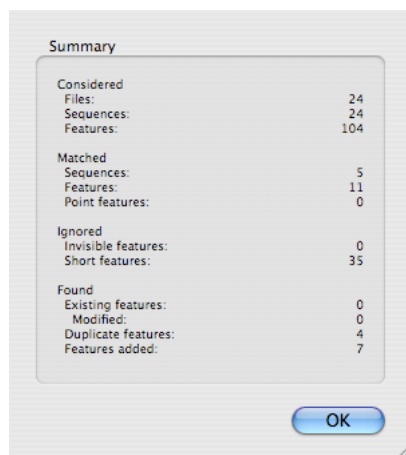 Summary
Considered
Files: 24
Sequences: 24
Features: 104
Matched
Sequences: 5
Features: 11
Point features: 0
Ignored
Invisible features: 0
Short features: 35
Found
Existing features: 0
Modified: 0
Duplicate features: 4
Features added: 7
OK